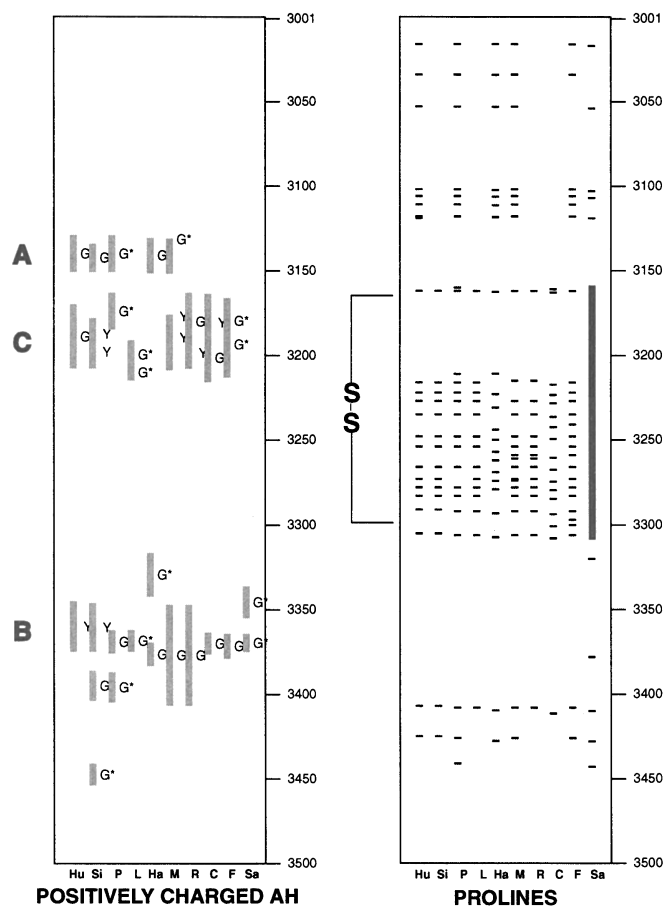 3001
3050
3100
3150
3200
3250
3300
3350
3400
3450
3500
A
C
B
G G G* G G*
G*
G Y Y G* G* G* Y Y G Y G Y G* G* G
G*
G*
Y Y G G* G G G G G G*
G G*
G*
Hu Si P L Ha M R C F Sa
POSITIVELY CHARGED AH
S
S
3001
3050
3100
3150
3200
3250
3300
3350
3400
3450
3500
Hu Si P L Ha M R C F Sa
PROLINES